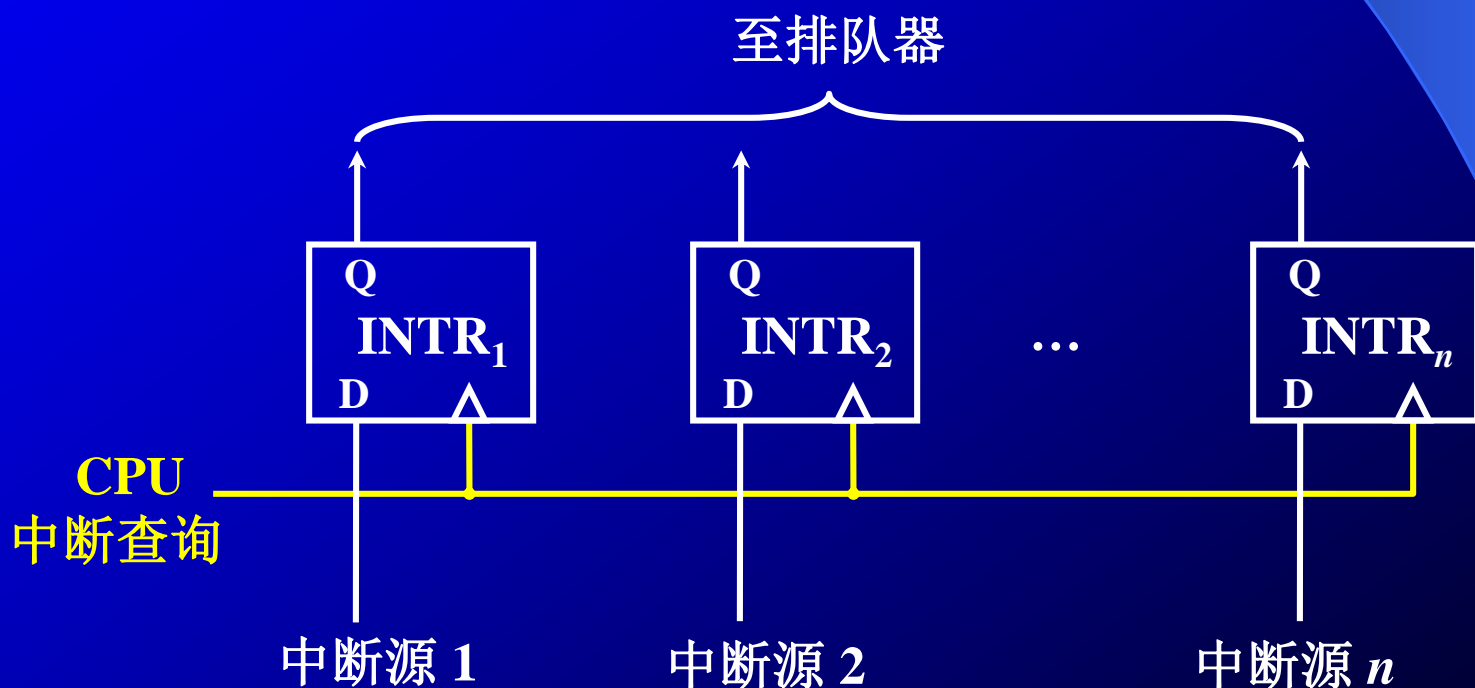 至排队器
Q
Q
Q
INTR₁
INTR₂
…
INTRₙ
D
D
D
CPU
中断查询
中断源 1
中断源 2
中断源 n